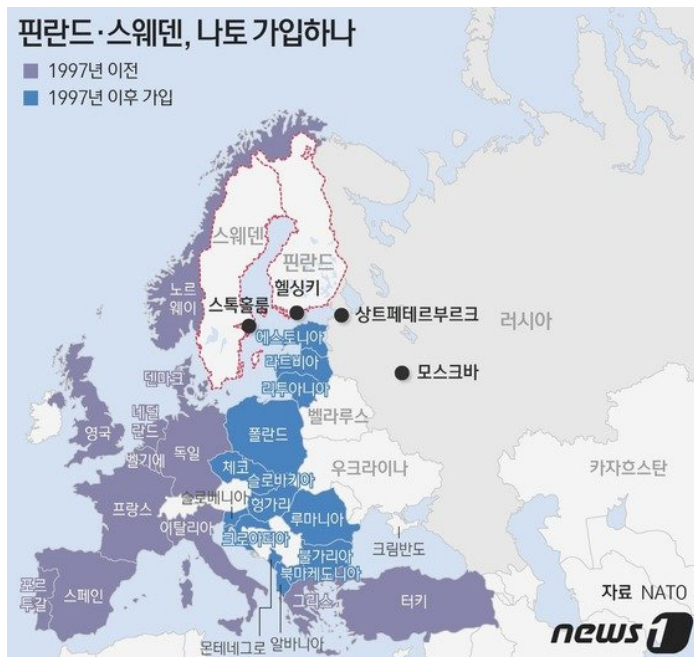 핀란드·스웨덴, 나토 가입하나
1997년 이전
1997년 이후 가입
스웨덴
핀란드
노르
웨이
스톡홀룸
헬싱키
상트페테르부르크
러시아
에스토니아
라트비아
리투아니아
모스크바
덴마크
네덜
란드
벨라루스
영국
독일
폴란드
벨기에
체코
슬로바키아
우크라이나
카자흐스탄
프랑스
슬로베니아
헝가리
루마니아
이탈리아
크로아티아
크림반도
불가리아
북마케도니아
포르
투갈
스페인
그리스
터키
몬테네그로
알바니아
자료 NATO
news1